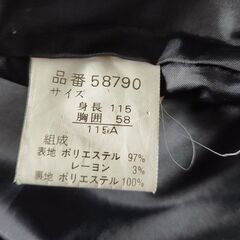 品番 58790
サイズ
身長 115
胸囲 58
115A
組成
表地 ポリエステル 97%
レーヨン 3%
裏地 ポリエステル 100%